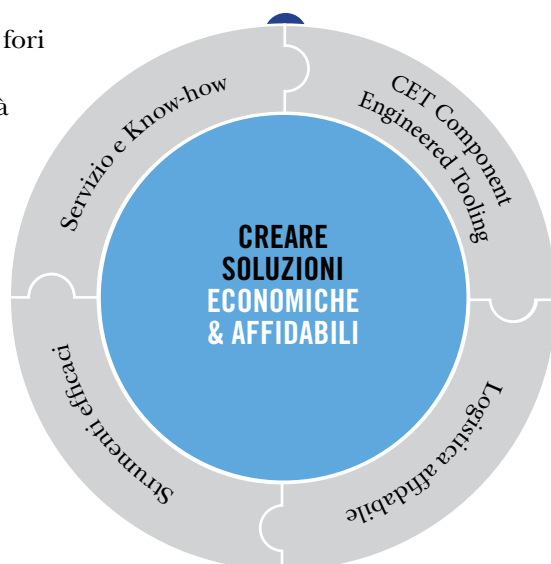 fori
à
Servizio e Know-how
CET Component
Engineered Tooling
CREARE
SOLUZIONI
ECONOMICHE
& AFFIDABILI
Strumenti efficaci
Logistica affidabile